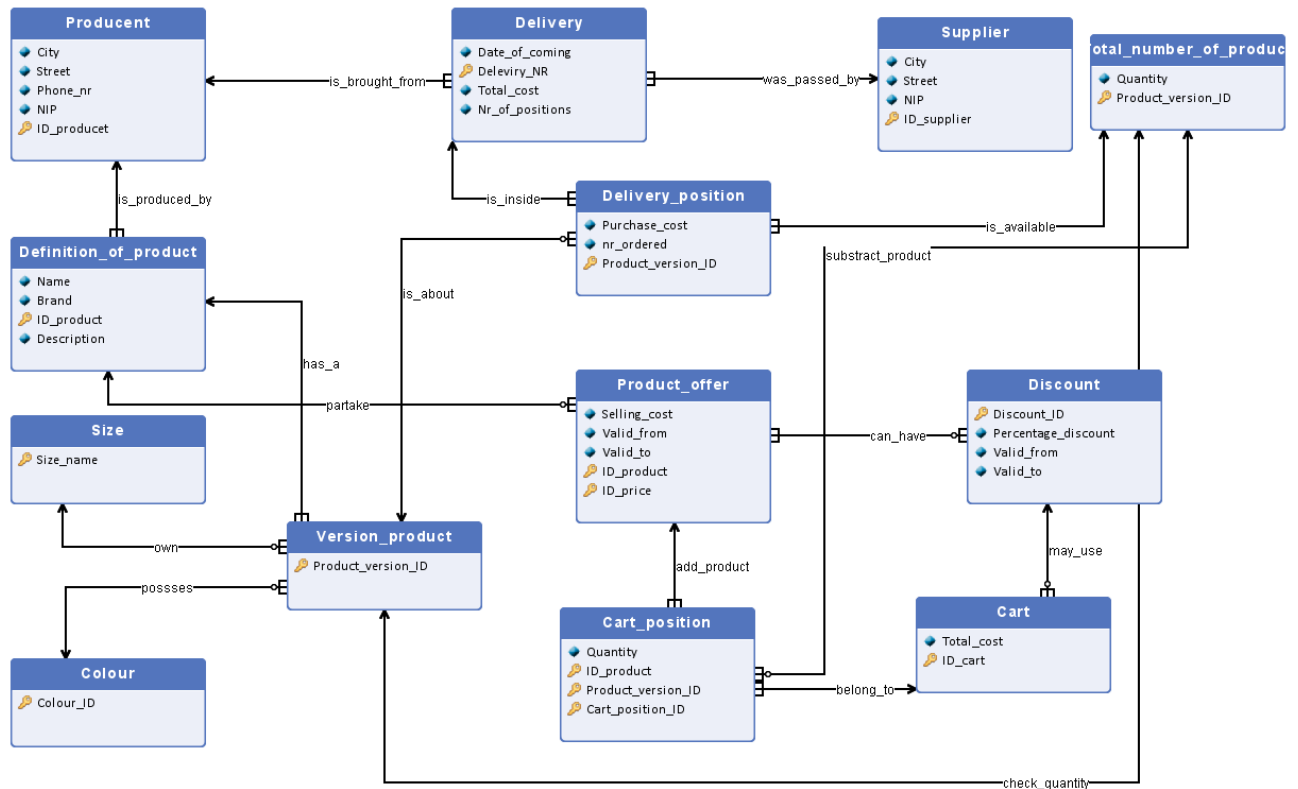 Producent
City
Street
Phone_nr
NIP
ID_producet
is_brought_from
Delivery
Date_of_coming
Deleviry_NR
Total_cost
Nr_of_positions
was_passed_by
Supplier
City
Street
NIP
ID_supplier
Total_number_of_produc
Quantity
Product_version_ID
is_produced_by
is_inside
Delivery_position
Purchase_cost
nr_ordered
Product_version_ID
is_available
substract_product
Definition_of_product
Name
Brand
ID_product
Description
is_about
has_a
partake
Product_offer
Selling_cost
Valid_from
Valid_to
ID_product
ID_price
can_have
Discount
Discount_ID
Percentage_discount
Valid_from
Valid_to
Size
Size_name
own
Version_product
Product_version_ID
possses
add_product
may_use
Cart_position
Quantity
ID_product
Product_version_ID
Cart_position_ID
belong_to
Cart
Total_cost
ID_cart
Colour
Colour_ID
check_quantity